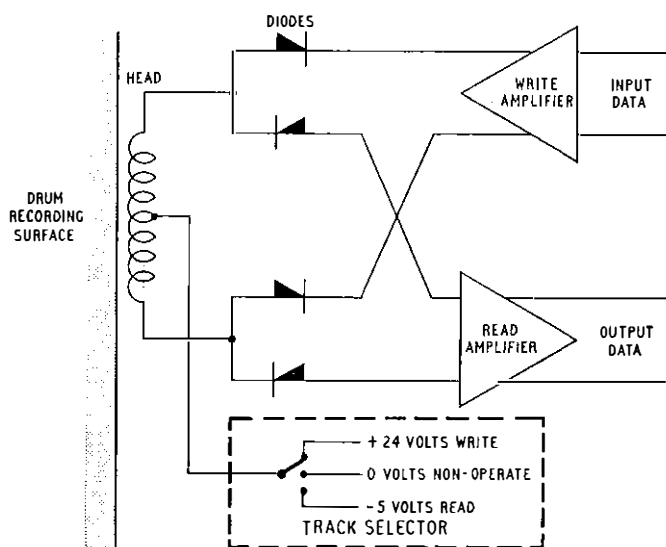 DIODES
HEAD
WRITE
AMPLIFIER
INPUT
DATA
DRUM
RECORDING
SURFACE
READ
AMPLIFIER
OUTPUT
DATA
+ 24 VOLTS WRITE
0 VOLTS NON-OPERATE
- 5 VOLTS READ
TRACK SELECTOR